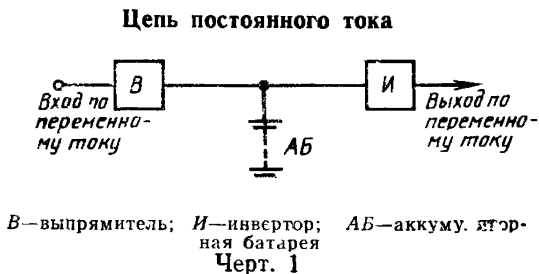 Цепь постоянного тока
В
И
Вход по
переменно-
му току
АБ
Выход по
переменно-
му току
В—выпрямитель; И—инвертор; АБ—
ная батарея
Черт. 1